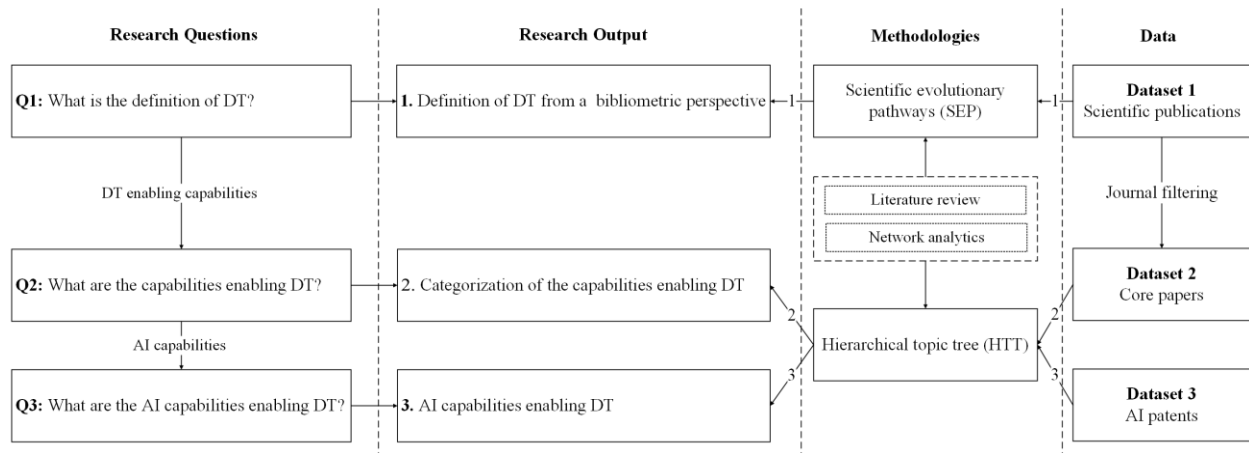 Research Questions
Research Output
Methodologies
Data
Q1: What is the definition of DT?
1. Definition of DT from a bibliometric perspective
1
Scientific evolutionary
pathways (SEP)
1
Dataset 1
Scientific publications
DT enabling capabilities
Literature review
Network analytics
Journal filtering
Q2: What are the capabilities enabling DT?
2. Categorization of the capabilities enabling DT
2
2
Dataset 2
Core papers
AI capabilities
Hierarchical topic tree (HTT)
Q3: What are the AI capabilities enabling DT?
3. AI capabilities enabling DT
3
3
Dataset 3
AI patents